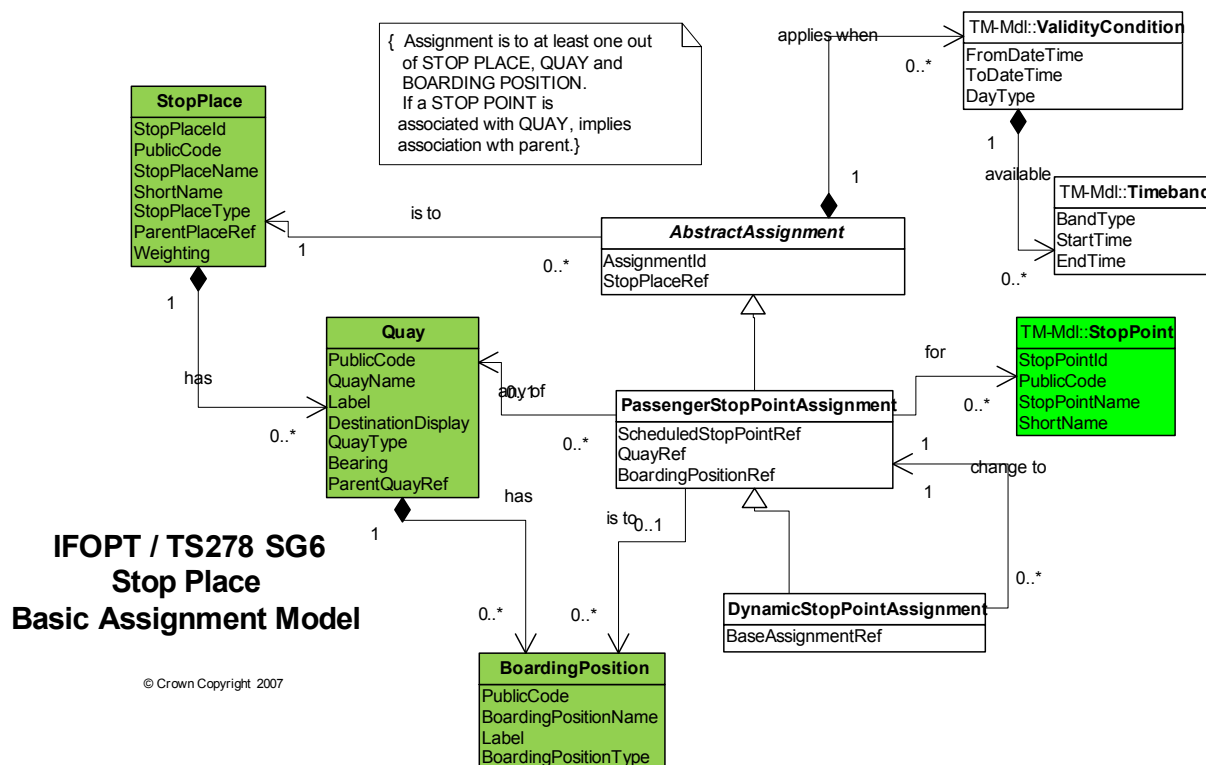 { Assignment is to at least one out
of STOP PLACE, QUAY and
BOARDING POSITION.
If a STOP POINT is
associated with QUAY, implies
association wth parent.}
applies when
0..*
1
TM-Mdl::ValidityCondition
FromDateTime
ToDateTime
DayType
1
available
0..*
TM-Mdl::Timeband
BandType
StartTime
EndTime
StopPlace
StopPlaceId
PublicCode
StopPlaceName
ShortName
StopPlaceType
ParentPlaceRef
Weighting
is to
1
0..*
AbstractAssignment
AssignmentId
StopPlaceRef
1
has
0..*
Quay
PublicCode
QuayName
Label
DestinationDisplay
QuayType
Bearing
ParentQuayRef
any of
0..1
0..*
PassengerStopPointAssignment
ScheduledStopPointRef
QuayRef
BoardingPositionRef
for
0..*
1
TM-Mdl::StopPoint
StopPointId
PublicCode
StopPointName
ShortName
change to
1
0..*
1
has
0..*
is to
0..1
0..*
DynamicStopPointAssignment
BaseAssignmentRef
BoardingPosition
PublicCode
BoardingPositionName
Label
BoardingPositionType
IFOPT / TS278 SG6
Stop Place
Basic Assignment Model
© Crown Copyright 2007